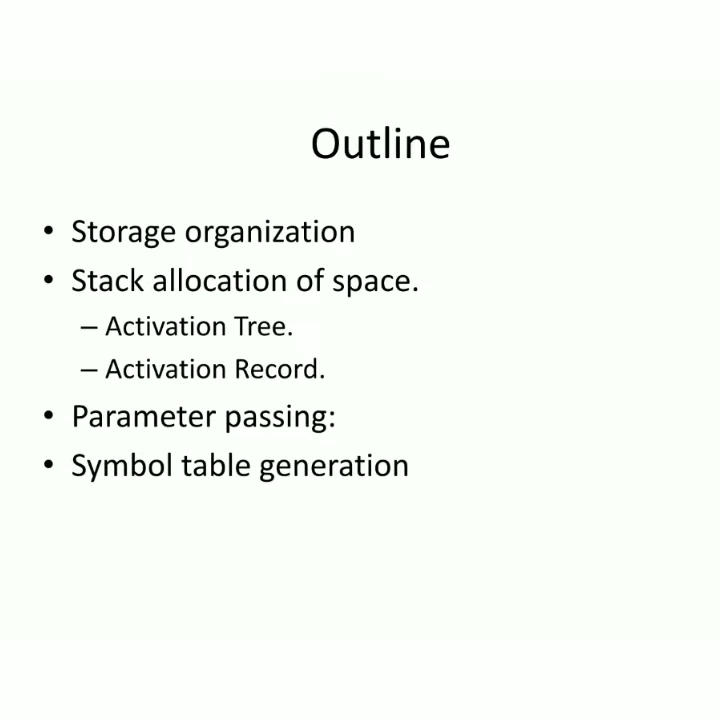 Outline
• Storage organization
• Stack allocation of space.
– Activation Tree.
– Activation Record.
• Parameter passing:
• Symbol table generation